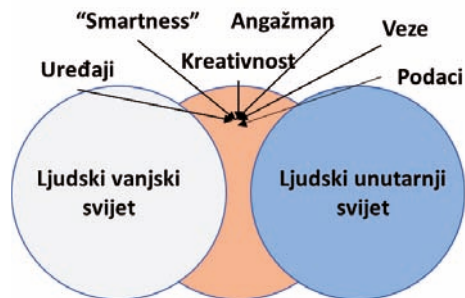 “Smartness”
Angažman
Veze
Uređaji
Kreativnost
Podaci
Ljudski vanjski
svijet
Ljudski unutarnji
svijet